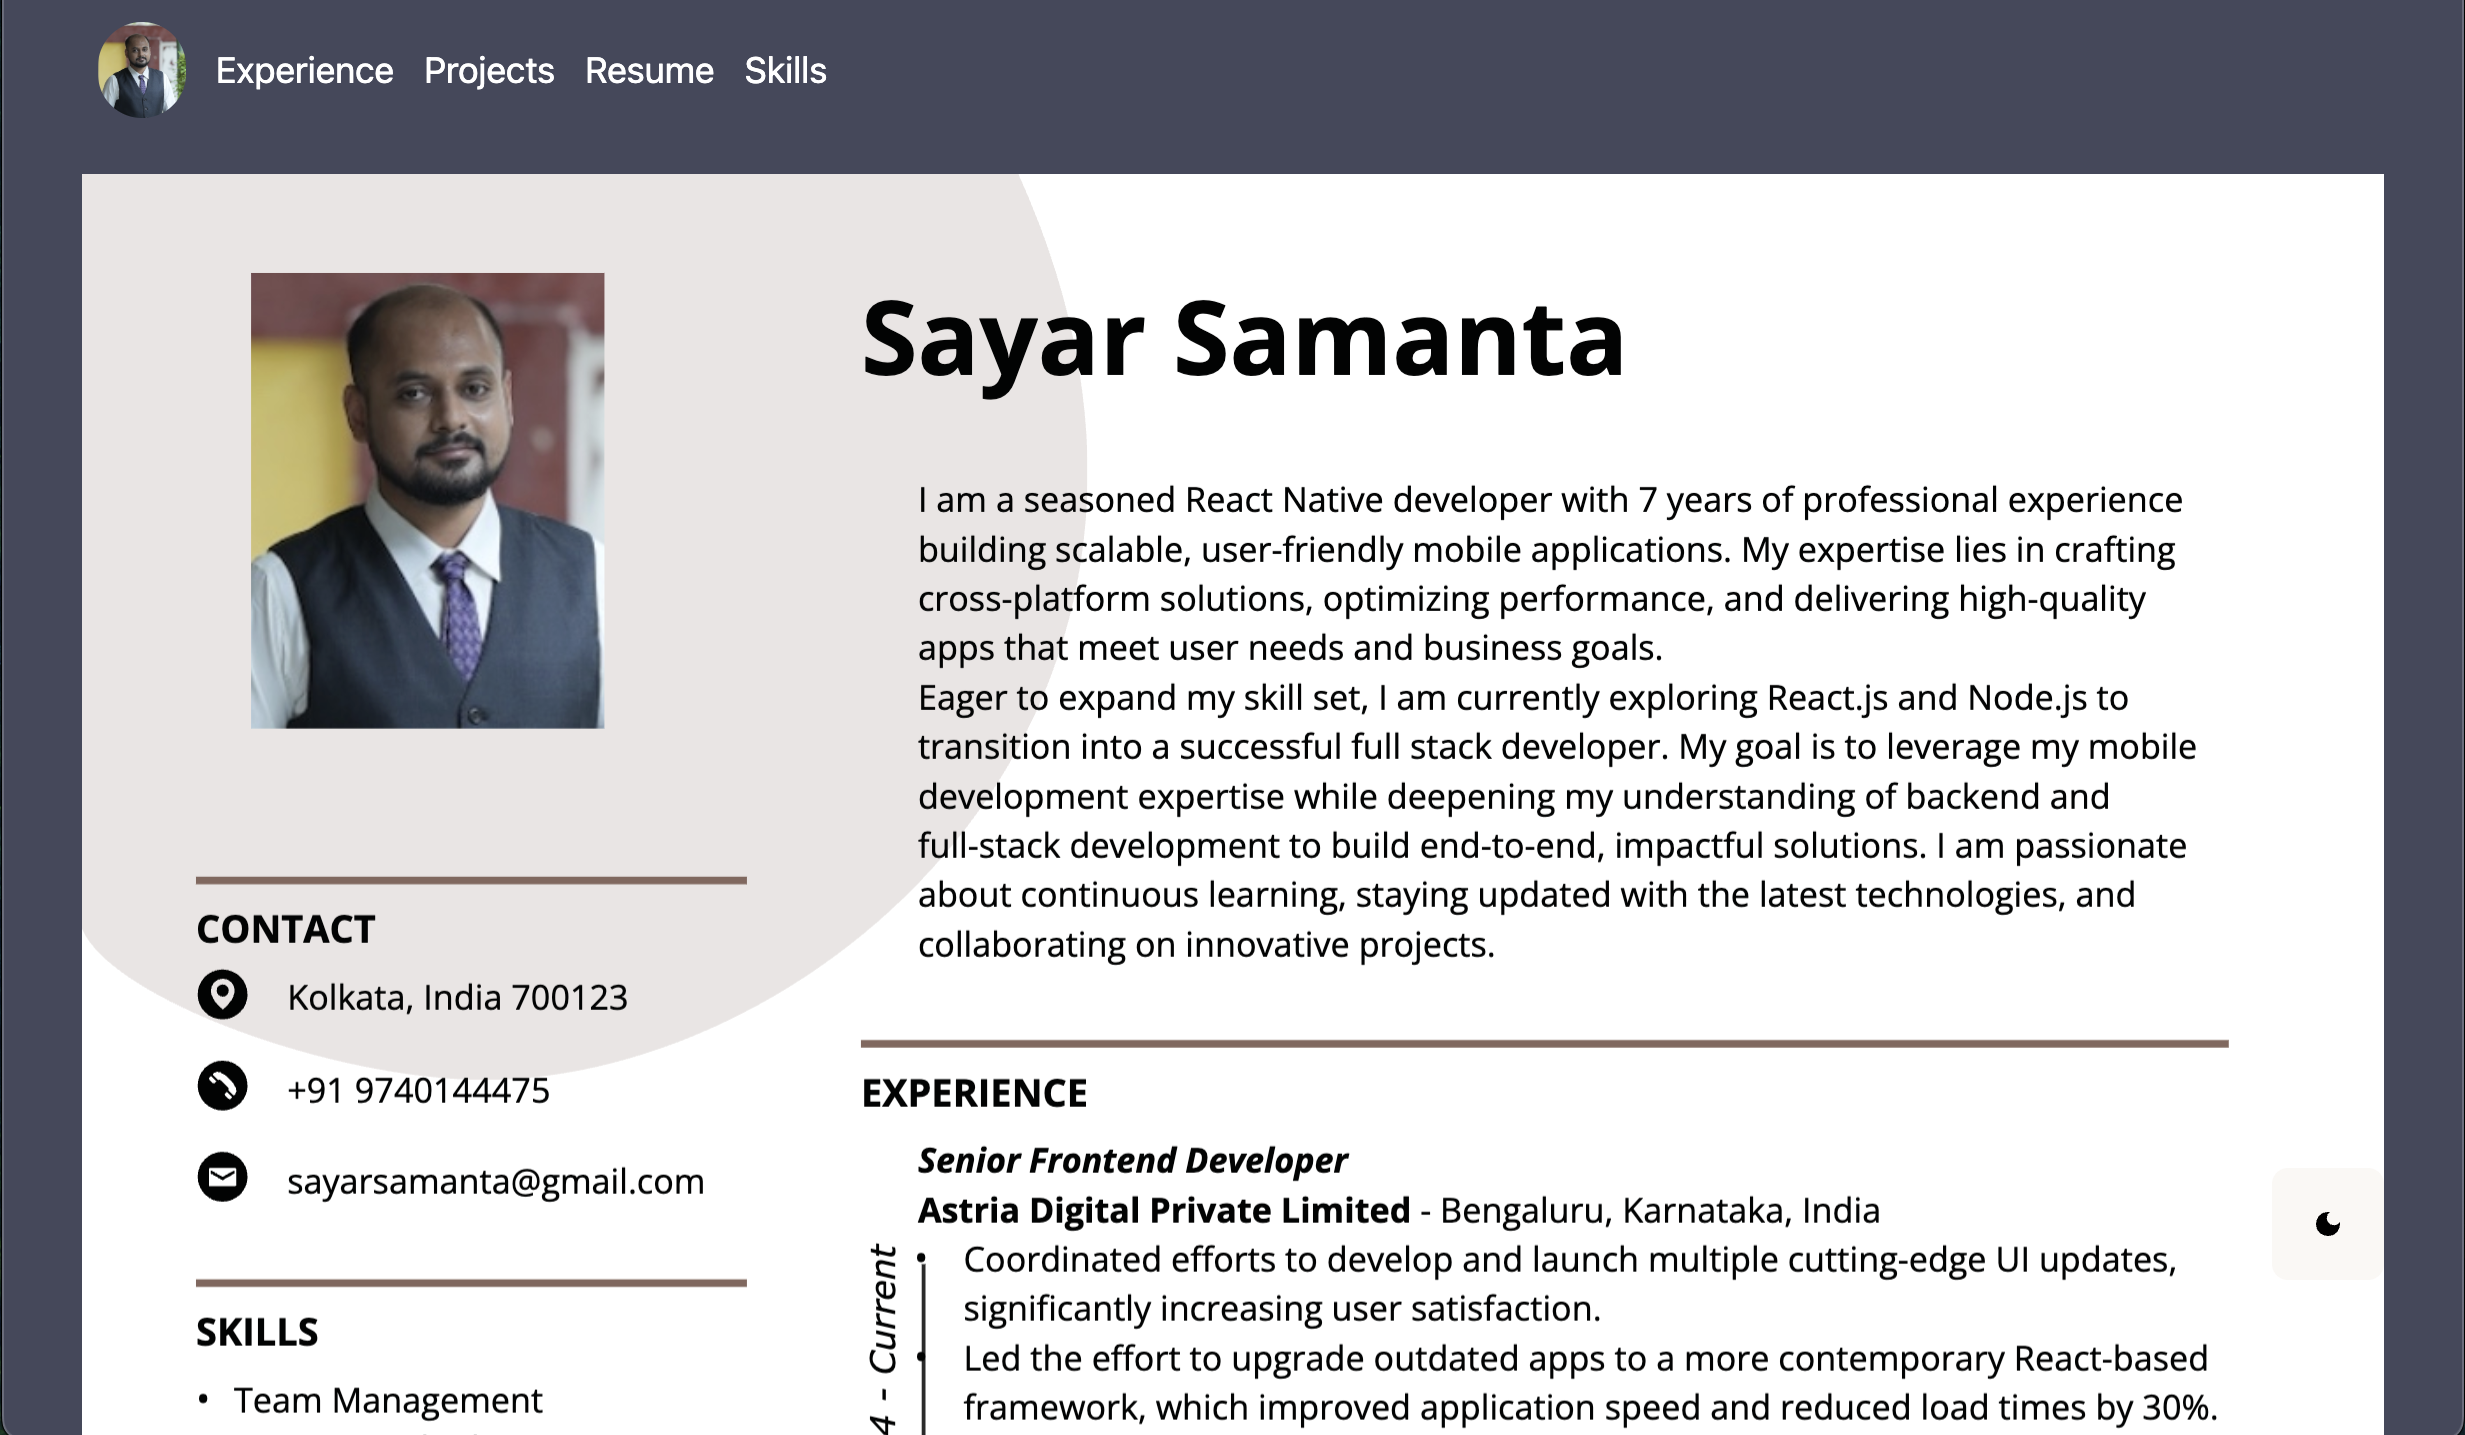 Experience Projects Resume Skills
Sayar Samanta
I am a seasoned React Native developer with 7 years of professional experience
building scalable, user-friendly mobile applications. My expertise lies in crafting
cross-platform solutions, optimizing performance, and delivering high-quality
apps that meet user needs and business goals.
Eager to expand my skill set, I am currently exploring React.js and Node.js to
transition into a successful full stack developer. My goal is to leverage my mobile
development expertise while deepening my understanding of backend and
full-stack development to build end-to-end, impactful solutions. I am passionate
about continuous learning, staying updated with the latest technologies, and
collaborating on innovative projects.
CONTACT
Kolkata, India 700123
+91 9740144475
sayarsamanta@gmail.com
SKILLS
• Team Management
EXPERIENCE
Senior Frontend Developer
Astria Digital Private Limited - Bengaluru, Karnataka, India
4 - Current
• Coordinated efforts to develop and launch multiple cutting-edge UI updates,
significantly increasing user satisfaction.
• Led the effort to upgrade outdated apps to a more contemporary React-based
framework, which improved application speed and reduced load times by 30%.